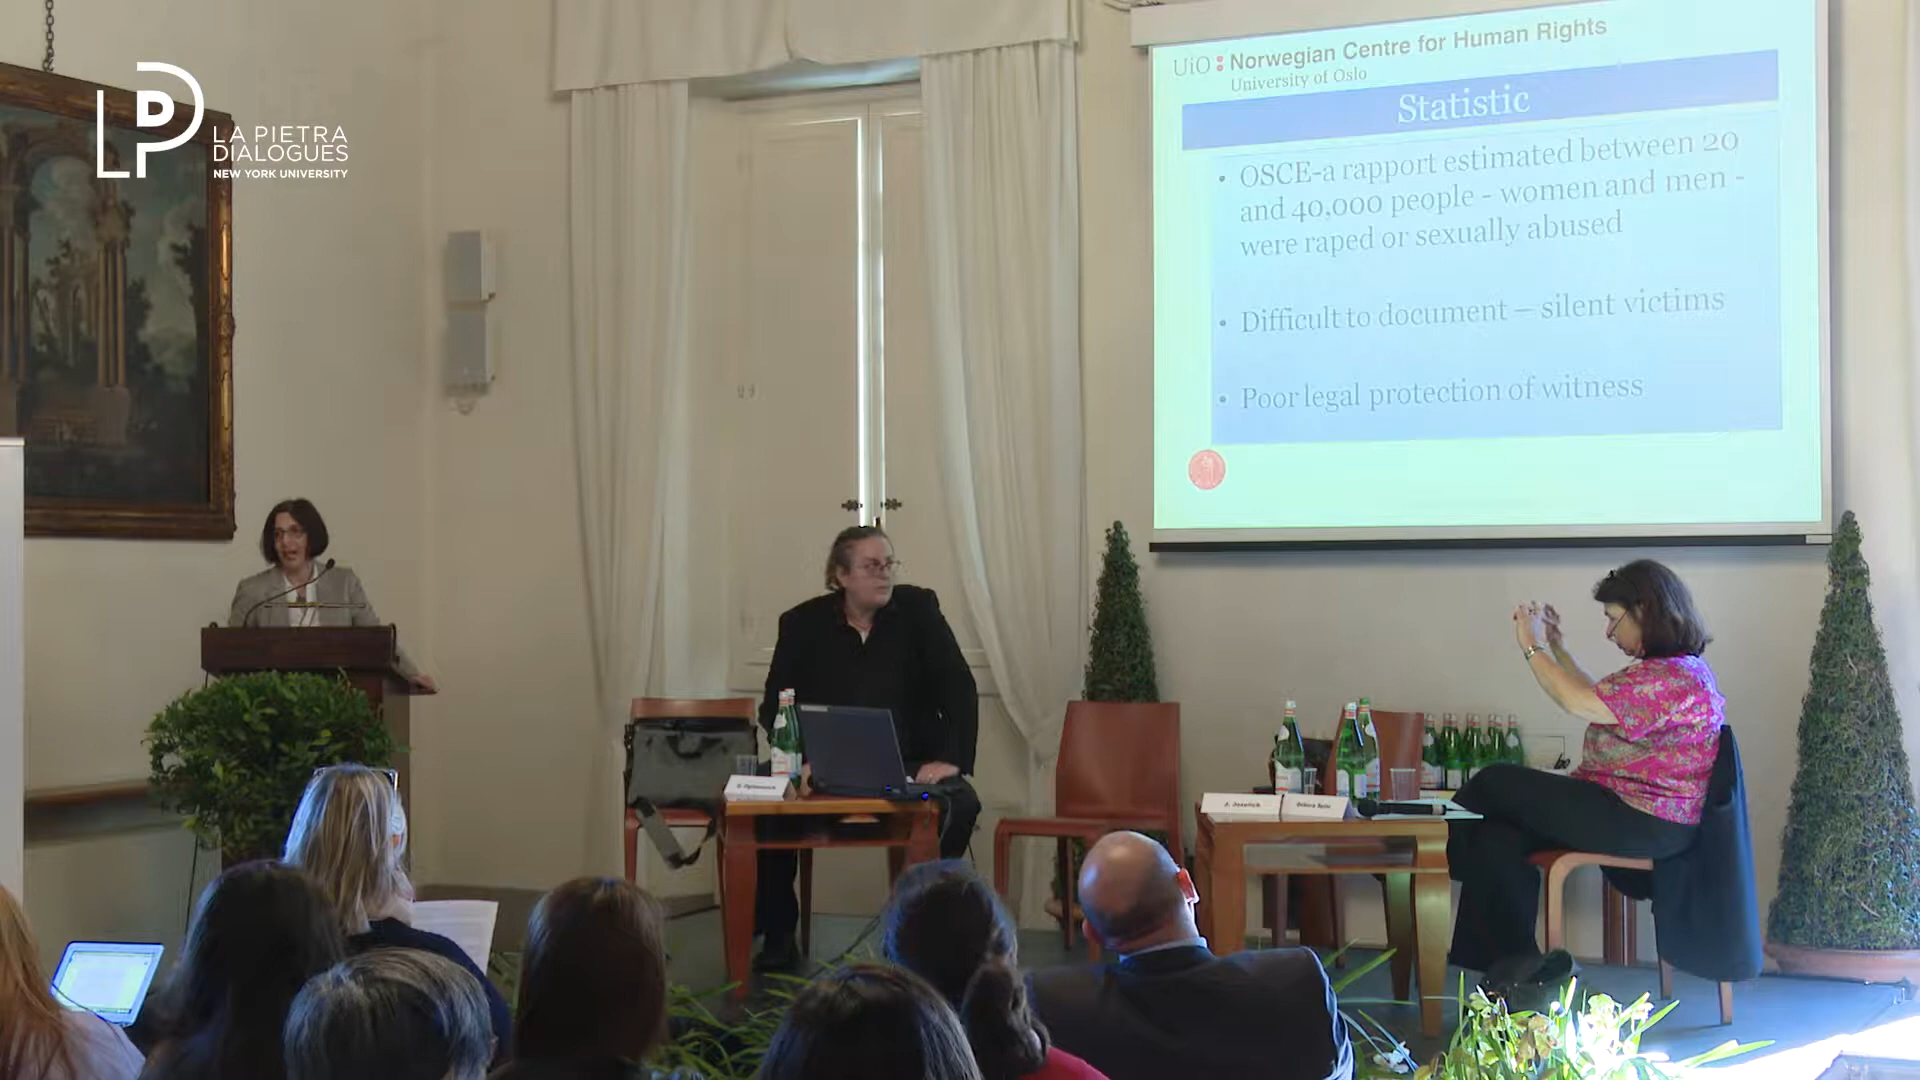 LA PIETRA
DIALOGUES
NEW YORK UNIVERSITY
UiO : Norwegian Centre for Human Rights
University of Oslo
Statistic
• OSCE-a rapport estimated between 20
and 40,000 people - women and men -
were raped or sexually abused
• Difficult to document – silent victims
• Poor legal protection of witness
Debora Spini